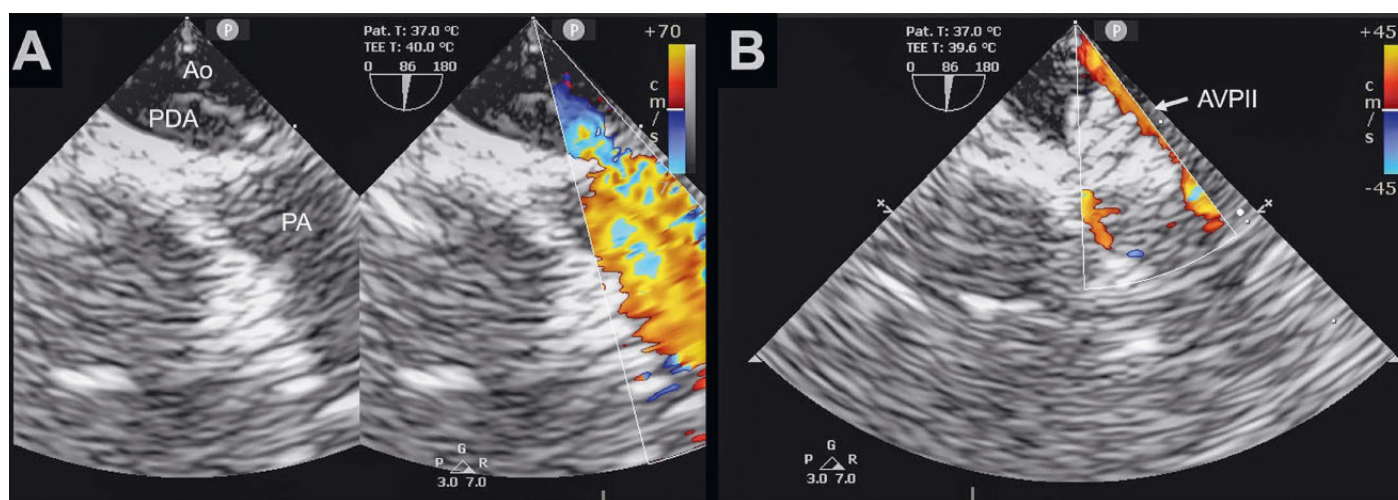 A
P
Ao
PDA
PA
Pat. T: 37.0 °C
TEE T: 40.0 °C
0 86 180
P
+70
c
m
/
s
G
P R
3.0 7.0
B
Pat. T: 37.0 °C
TEE T: 39.6 °C
0 86 180
P
+45
c
m
/
s
-45
AVPII
G
P R
3.0 7.0